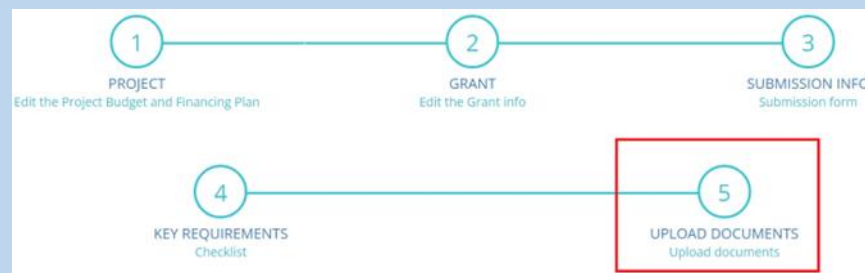 1
2
3
PROJECT
GRANT
SUBMISSION INFO
Edit the Project Budget and Financing Plan
Edit the Grant info
Submission form
4
5
KEY REQUIREMENTS
UPLOAD DOCUMENTS
Checklist
Upload documents